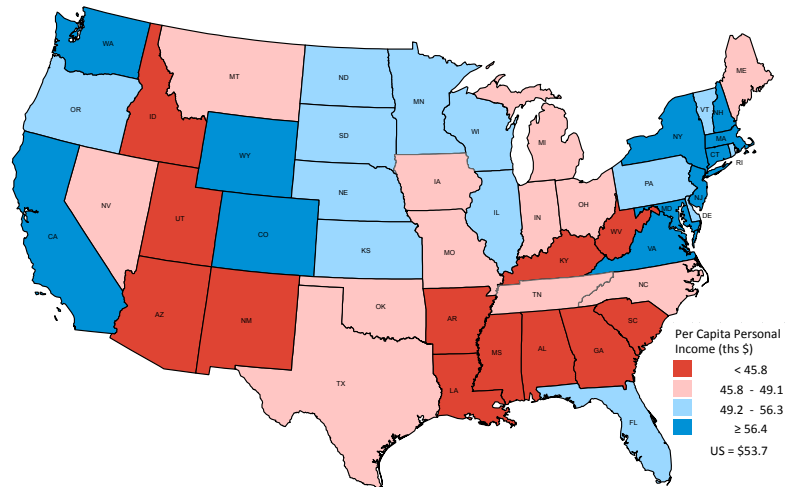 WA
MT
ME
ND
MN
OR
VT
NH
ID
WI
SD
NY
MA
MI
WY
CT
RI
IA
PA
NE
NJ
NV
OH
IN
IL
UT
MD
DE
CO
WV
CA
VA
KS
MO
KY
NC
TN
OK
AZ
NM
AR
SC
MS
AL
GA
Per Capita Personal
Income (ths $)
< 45.8
TX
LA
45.8 - 49.1
49.2 - 56.3
FL
≥ 56.4
US = $53.7